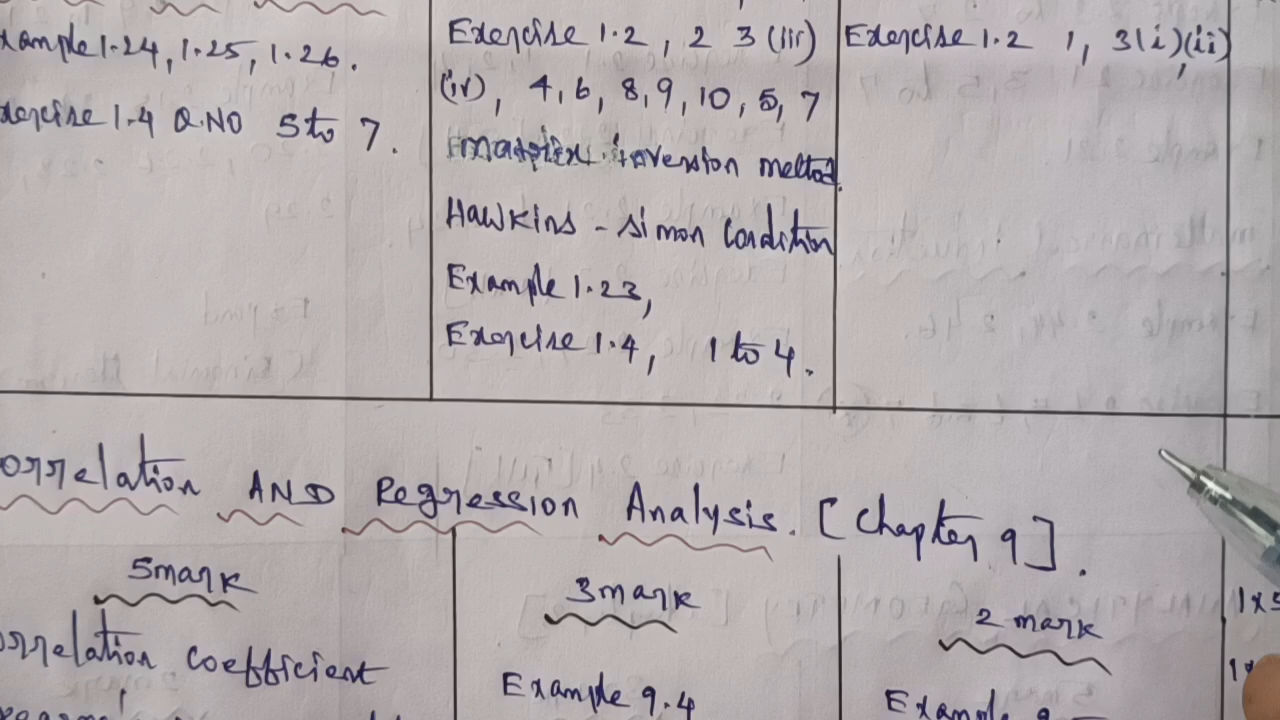 xample 1.24, 1.25, 1.26.
xercise 1.4 Q.NO 5 to 7.
Exercise 1.2, 2 3 (iii)
(iv), 4, 6, 8, 9, 10, 5, 7
matrix inversion method.
Hawkins - simon Condition
Example 1.23,
Exercise 1.4, 1 to 4.
Exercise 1.2 1, 3(i)(ii)
orrelation AND Regression Analysis. [Chapter 9].
5mark
orrelation coefficient
3mark
Example 9.4
2 mark
Example